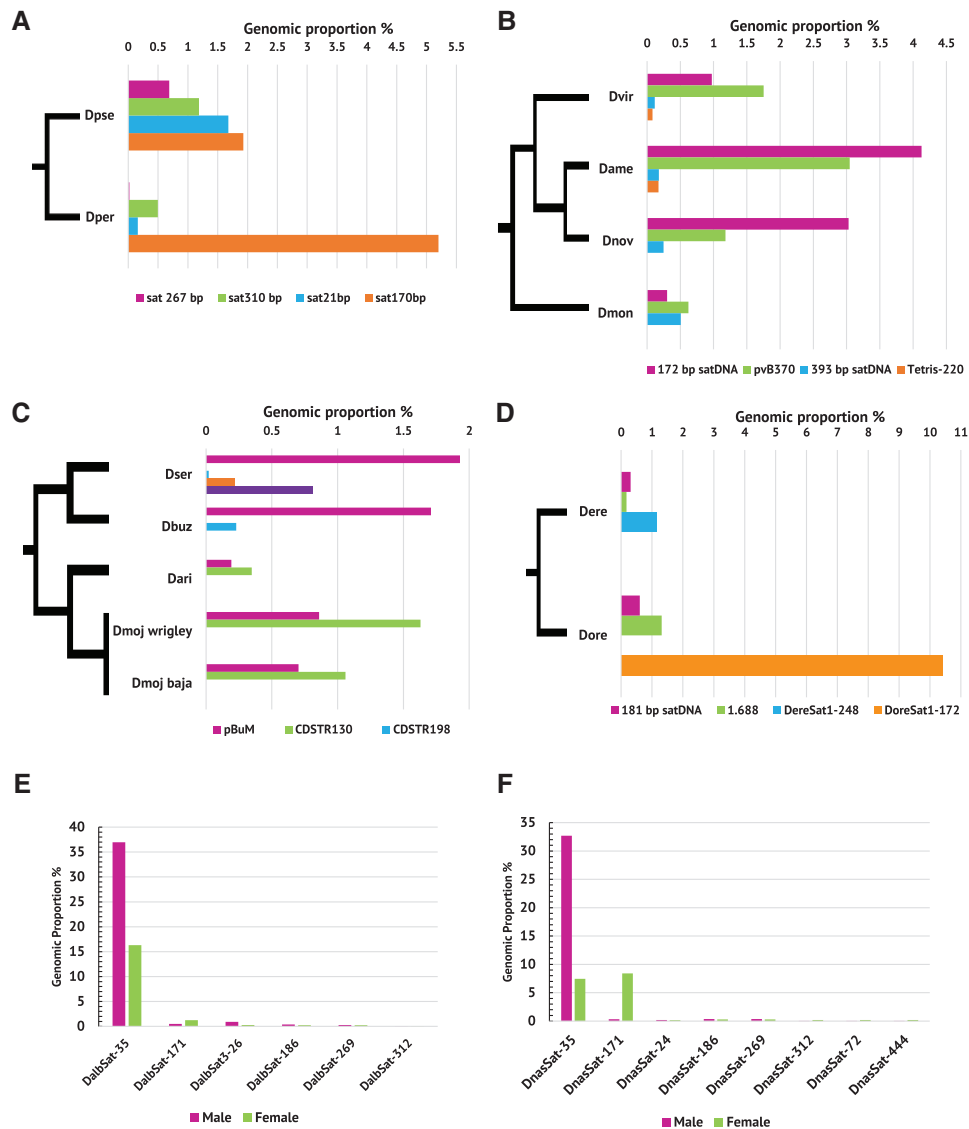 A
Genomic proportion %
0 0.5 1 1.5 2 2.5 3 3.5 4 4.5 5 5.5
Dpse
Dper
sat 267 bp sat310 bp sat21bp sat170bp
B
Genomic proportion %
0 0.5 1 1.5 2 2.5 3 3.5 4 4.5
Dvir
Dame
Dnov
Dmon
172 bp satDNA pvB370 393 bp satDNA Tetris-220
C
Genomic proportion %
0 0.5 1 1.5 2
Dser
Dbuz
Dari
Dmoj wrigley
Dmoj baja
pBuM CDSTR130 CDSTR198
D
Genomic proportion %
0 1 2 3 4 5 6 7 8 9 10 11
Dere
Dore
181 bp satDNA 1.688 DereSat1-248 DoreSat1-172
E
Genomic Proportion %
40
35
30
25
20
15
10
5
0
DalbSat-35
DalbSat-171
DalbSat3-26
DalbSat-186
DalbSat-269
DalbSat-312
Male Female
F
Genomic Proportion %
35
30
25
20
15
10
5
0
DnasSat-35
DnasSat-171
DnasSat-24
DnasSat-186
DnasSat-269
DnasSat-312
DnasSat-72
DnasSat-444
Male Female